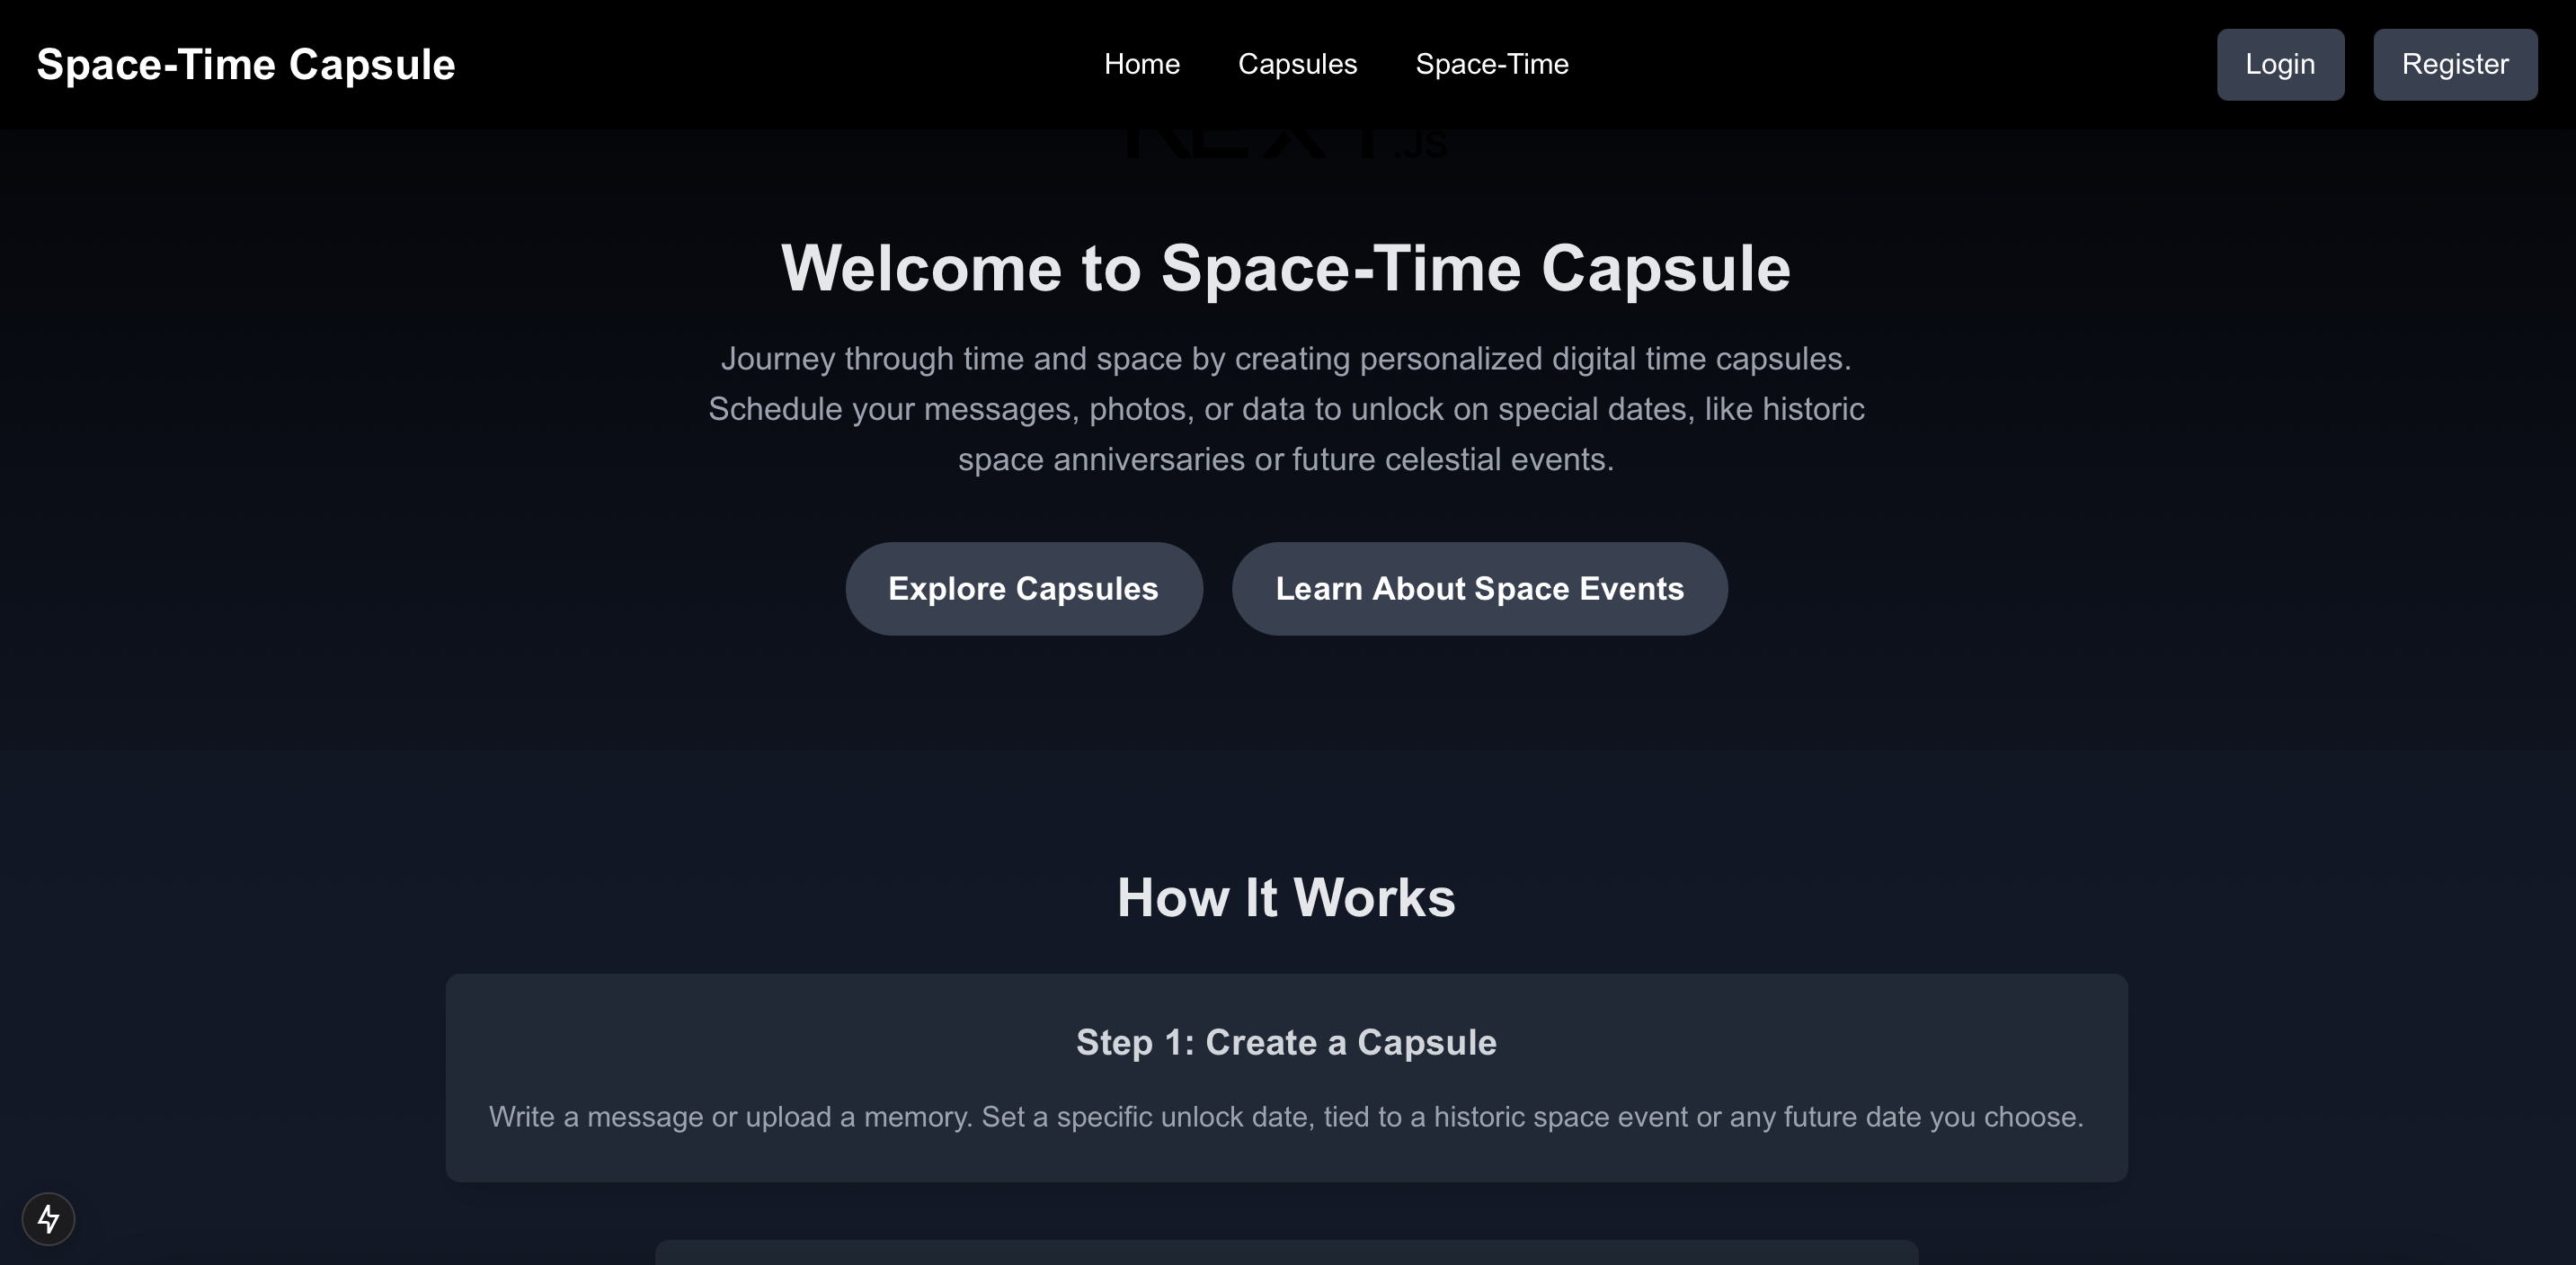 Space-Time Capsule
Home Capsules Space-Time
Login Register
NEXT.JS
Welcome to Space-Time Capsule
Journey through time and space by creating personalized digital time capsules.
Schedule your messages, photos, or data to unlock on special dates, like historic
space anniversaries or future celestial events.
Explore Capsules Learn About Space Events
How It Works
Step 1: Create a Capsule
Write a message or upload a memory. Set a specific unlock date, tied to a historic space event or any future date you choose.